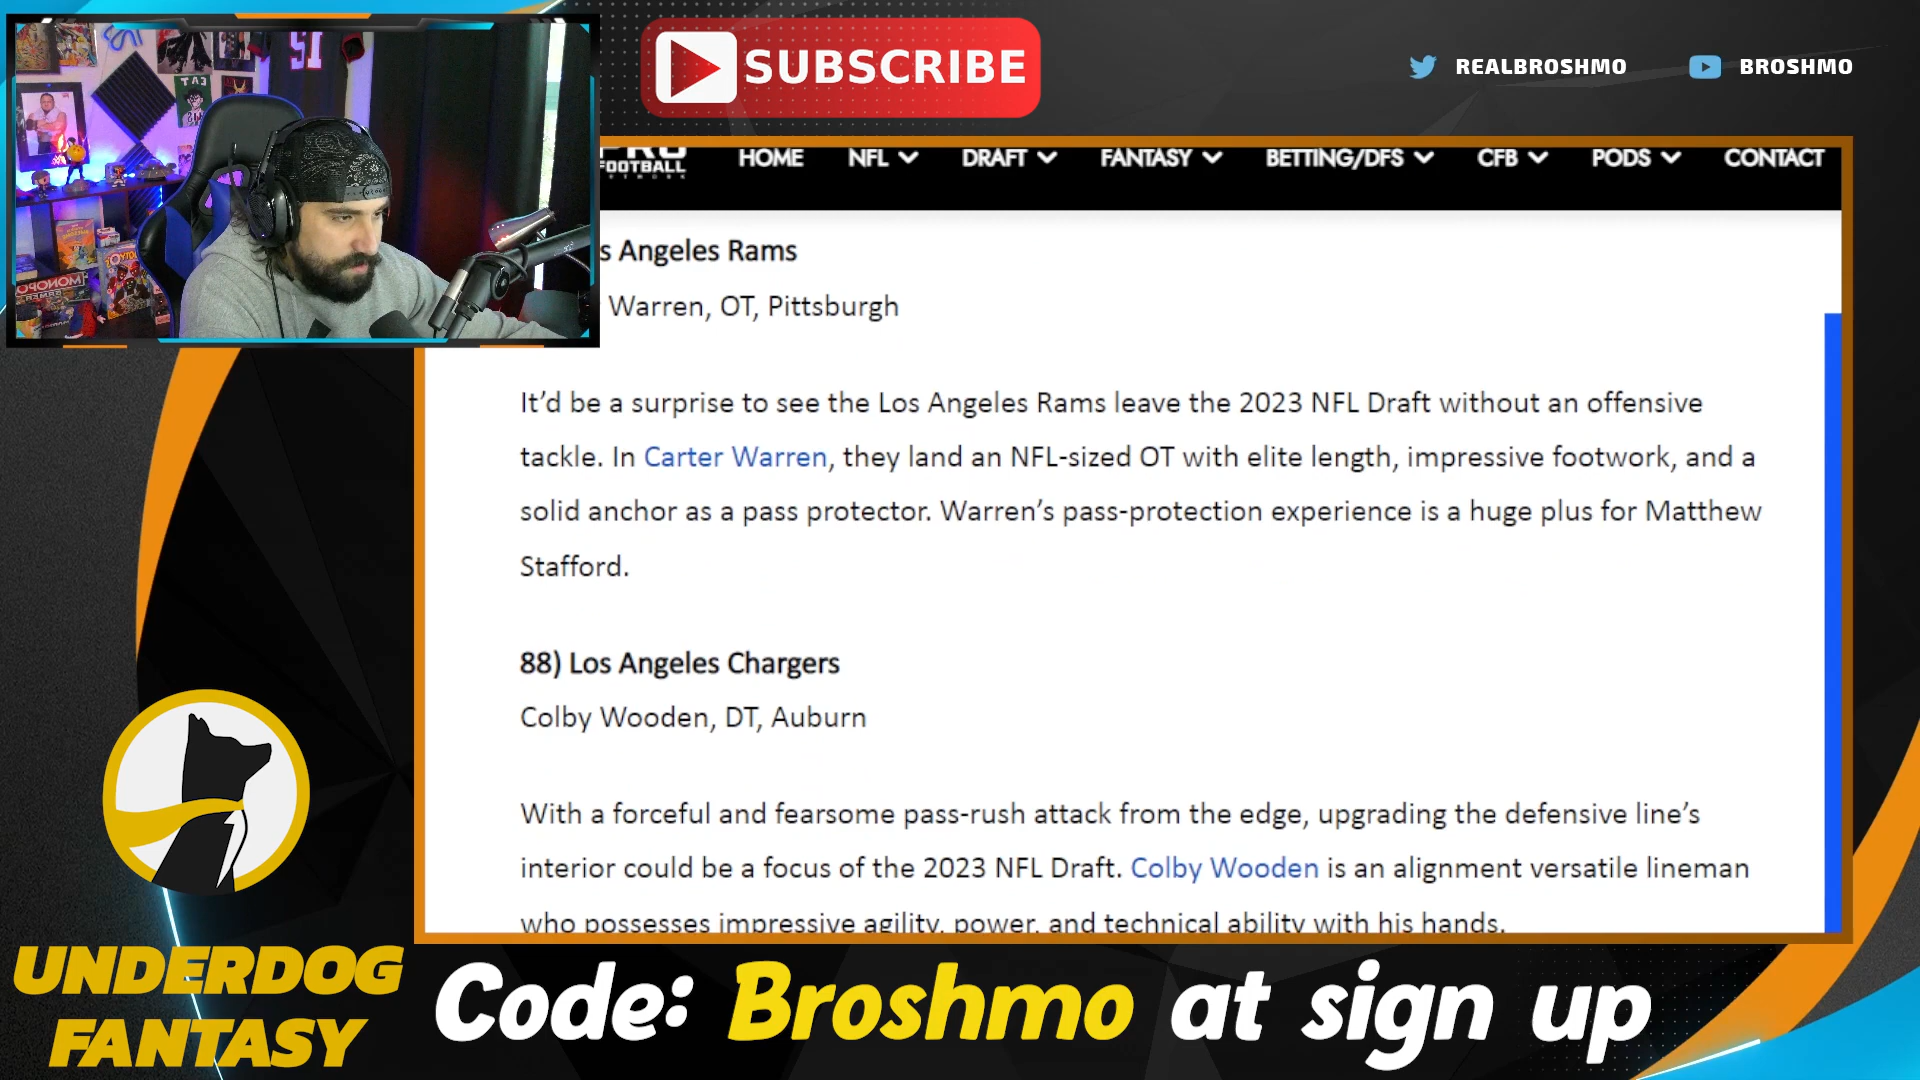 SUBSCRIBE
REALBROSHMO
BROSHMO
FOOTBALL
HOME
NFL
DRAFT
FANTASY
BETTING/DFS
CFB
PODS
CONTACT
s Angeles Rams
Warren, OT, Pittsburgh
It’d be a surprise to see the Los Angeles Rams leave the 2023 NFL Draft without an offensive
tackle. In Carter Warren, they land an NFL-sized OT with elite length, impressive footwork, and a
solid anchor as a pass protector. Warren’s pass-protection experience is a huge plus for Matthew
Stafford.
88) Los Angeles Chargers
Colby Wooden, DT, Auburn
With a forceful and fearsome pass-rush attack from the edge, upgrading the defensive line’s
interior could be a focus of the 2023 NFL Draft. Colby Wooden is an alignment versatile lineman
who possesses impressive agility, power, and technical ability with his hands.
UNDERDOG
FANTASY
Code: Broshmo at sign up